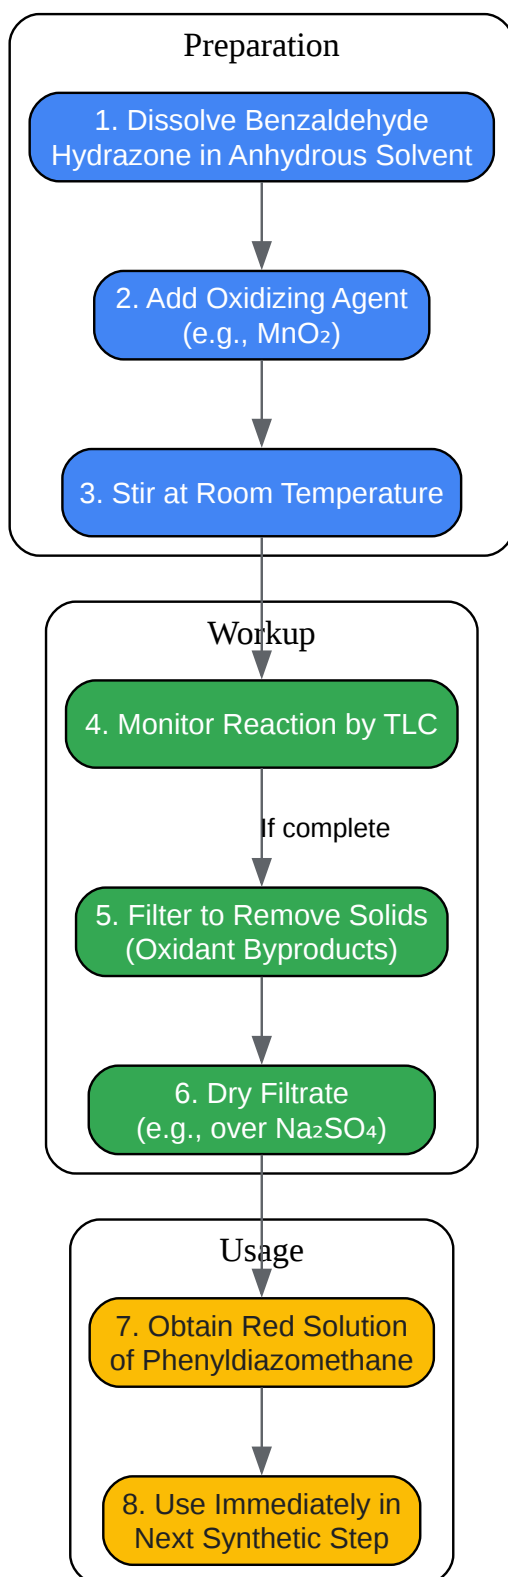 Preparation
1. Dissolve Benzaldehyde
Hydrazone in Anhydrous Solvent
2. Add Oxidizing Agent
(e.g., MnO₂)
3. Stir at Room Temperature
Workup
4. Monitor Reaction by TLC
If complete
5. Filter to Remove Solids
(Oxidant Byproducts)
6. Dry Filtrate
(e.g., over Na₂SO₄)
Usage
7. Obtain Red Solution
of Phenyldiazomethane
8. Use Immediately in
Next Synthetic Step